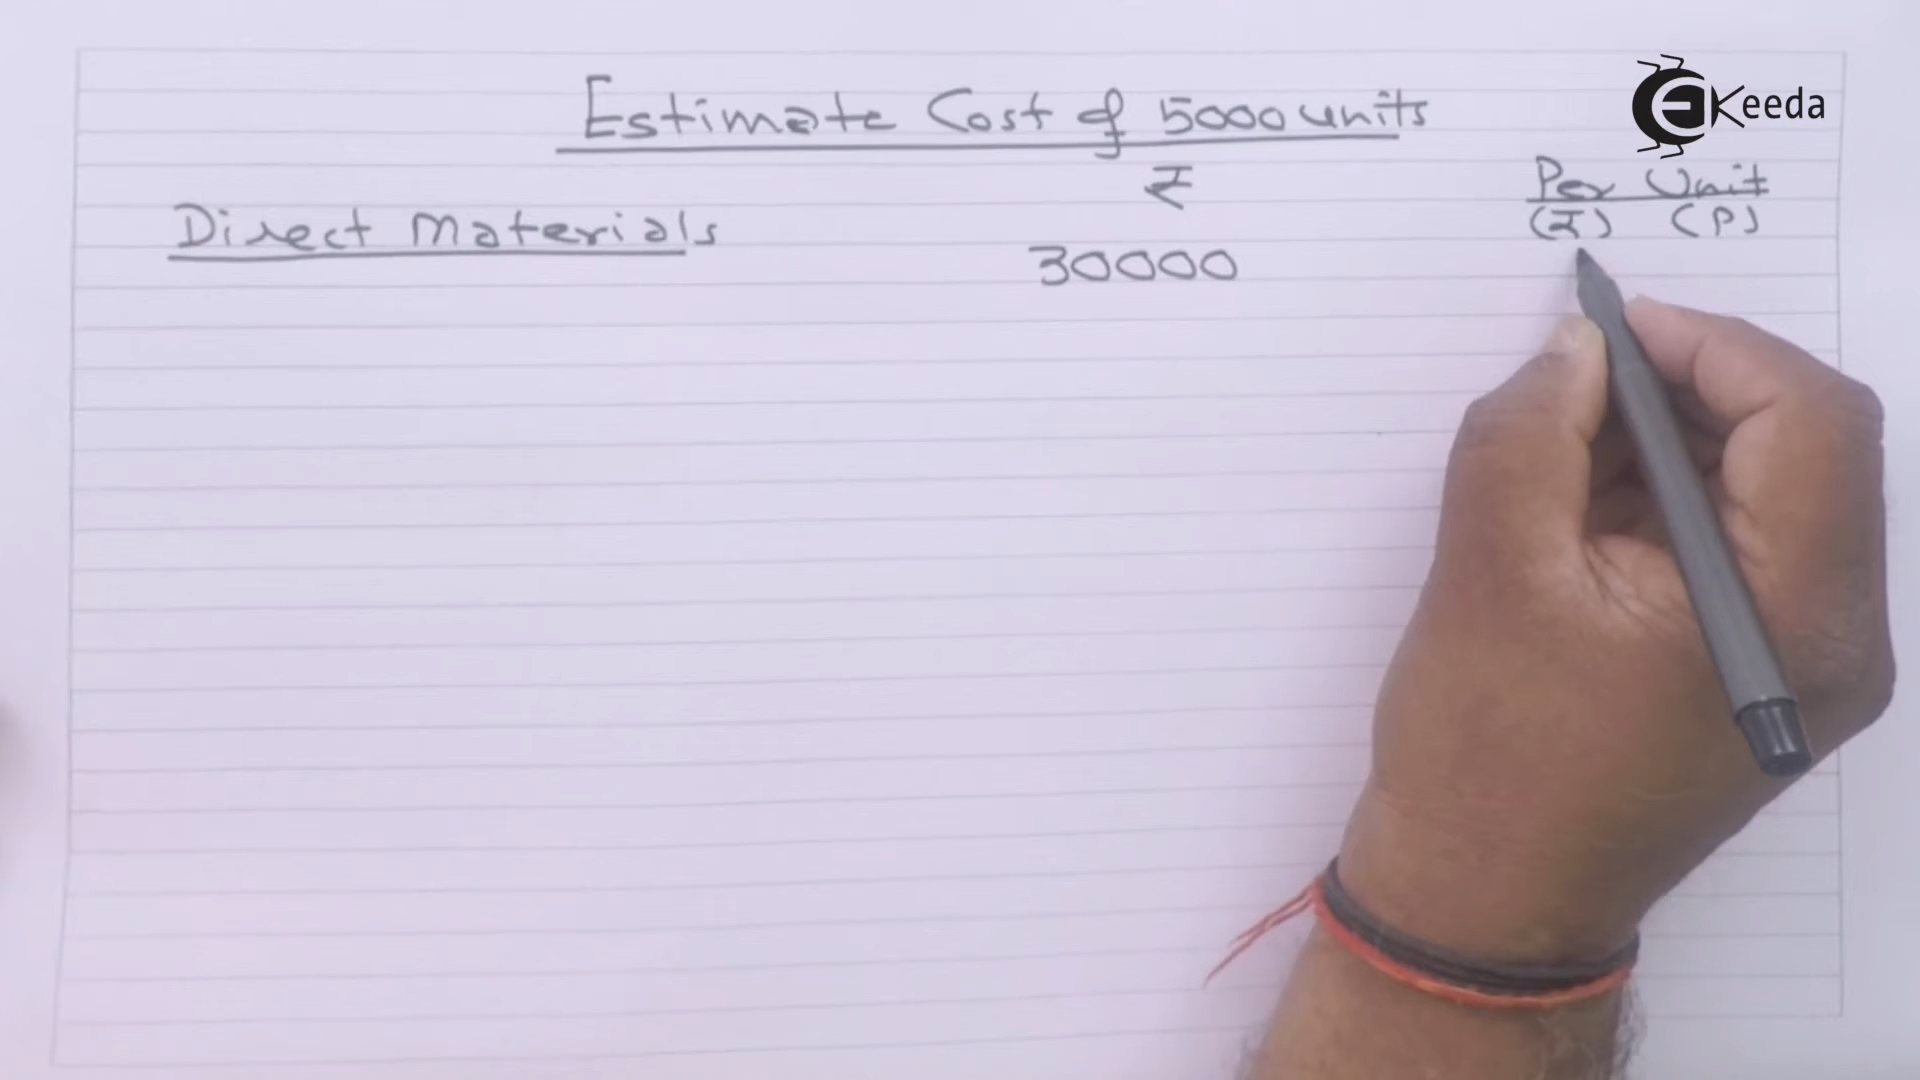 Keeda
Estimate Cost of 5000 units
₹ Per Unit
Direct Materials (₹) (P)
30000